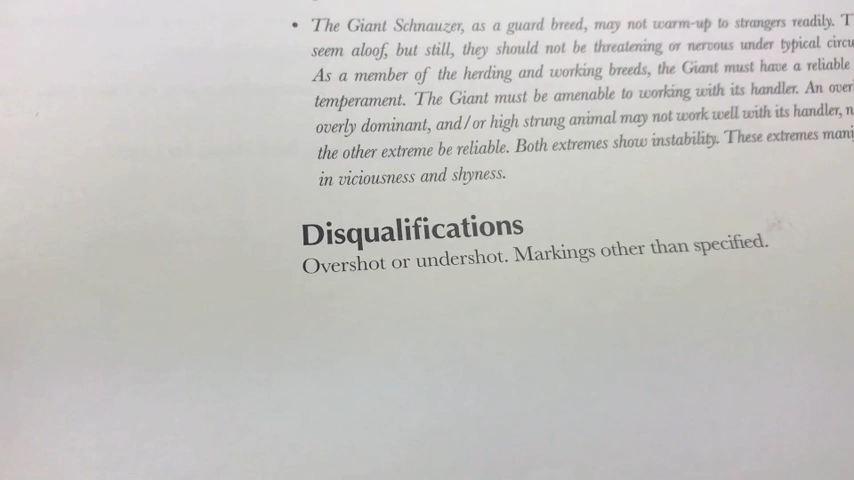 • The Giant Schnauzer, as a guard breed, may not warm-up to strangers readily. T
seem aloof, but still, they should not be threatening or nervous under typical circu
As a member of the herding and working breeds, the Giant must have a reliable
temperament. The Giant must be amenable to working with its handler. An over
overly dominant, and/or high strung animal may not work well with its handler, n
the other extreme be reliable. Both extremes show instability. These extremes mani
in viciousness and shyness.
Disqualifications
Overshot or undershot. Markings other than specified.